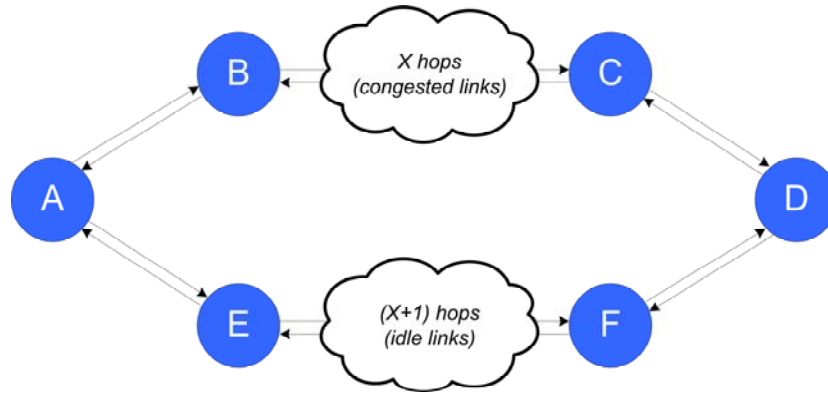 B
X hops
(congested links)
C
A
D
E
(X+1) hops
(idle links)
F